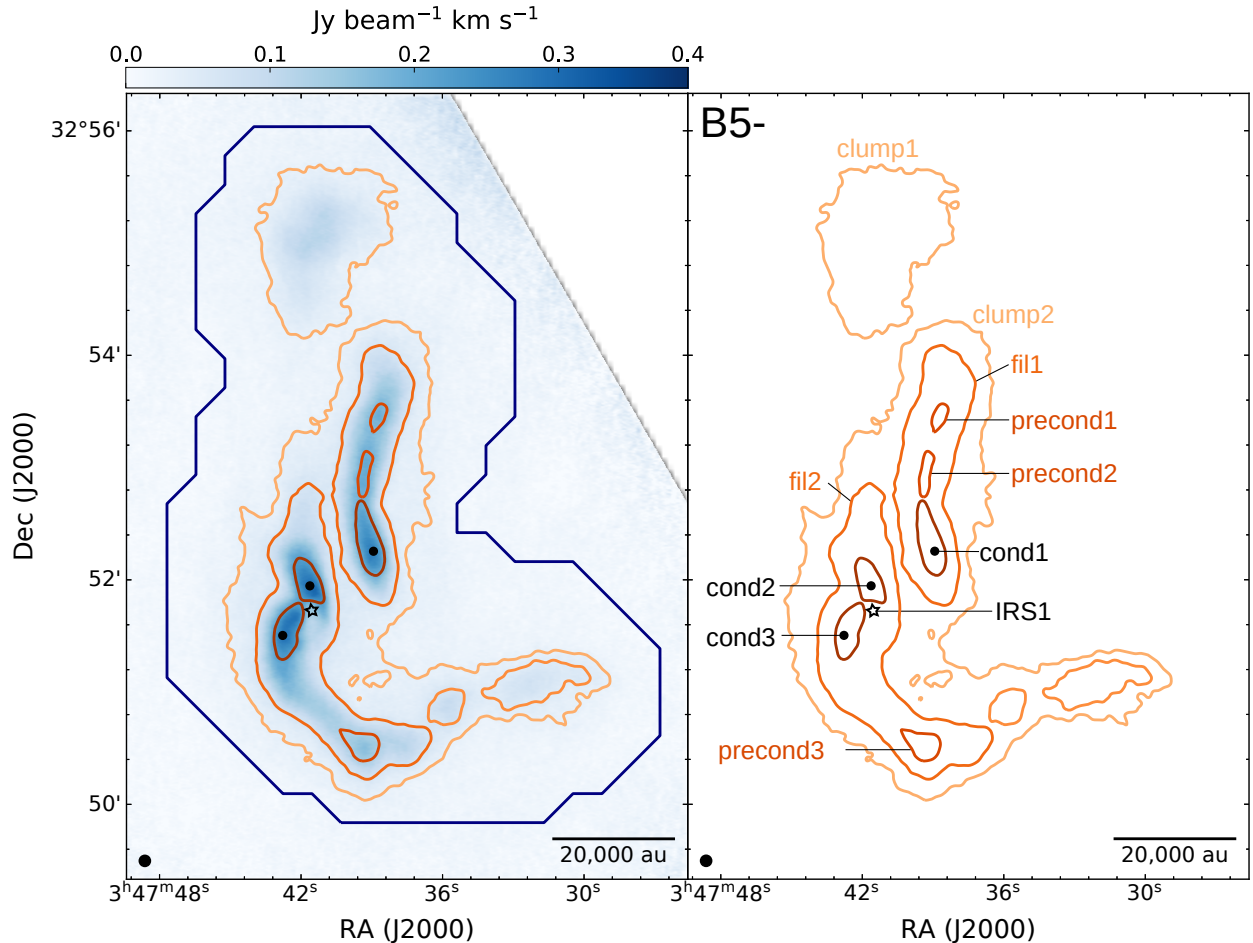 Jy beam⁻¹ km s⁻¹
0.0 0.1 0.2 0.3 0.4
B5-
32°56'
clump1
clump2
54'
fil1
precond1
precond2
fil2
Dec (J2000)
cond1
52'
cond2
IRS1
cond3
precond3
50'
20,000 au
20,000 au
3ʰ47ᵐ48ˢ 42ˢ 36ˢ 30ˢ 3ʰ47ᵐ48ˢ 42ˢ 36ˢ 30ˢ
RA (J2000) RA (J2000)